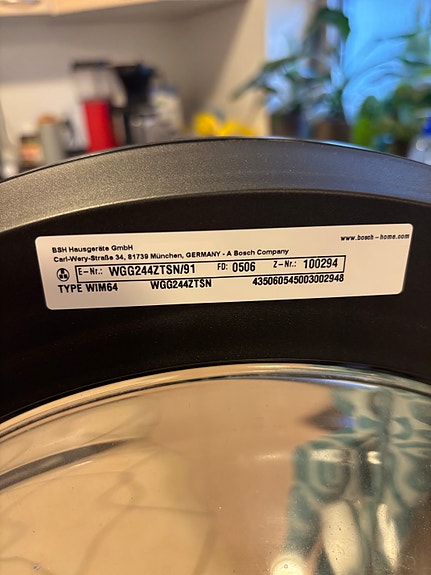 www.bosch-home.com
BSH Hausgeräte GmbH
Carl-Wery-Straße 34, 81739 München, GERMANY - A Bosch Company
E-Nr.: WGG244ZTSN/91 FD: 0506 Z-Nr.: 100294
TYPE WIM64 WGG244ZTSN 435060545003002948